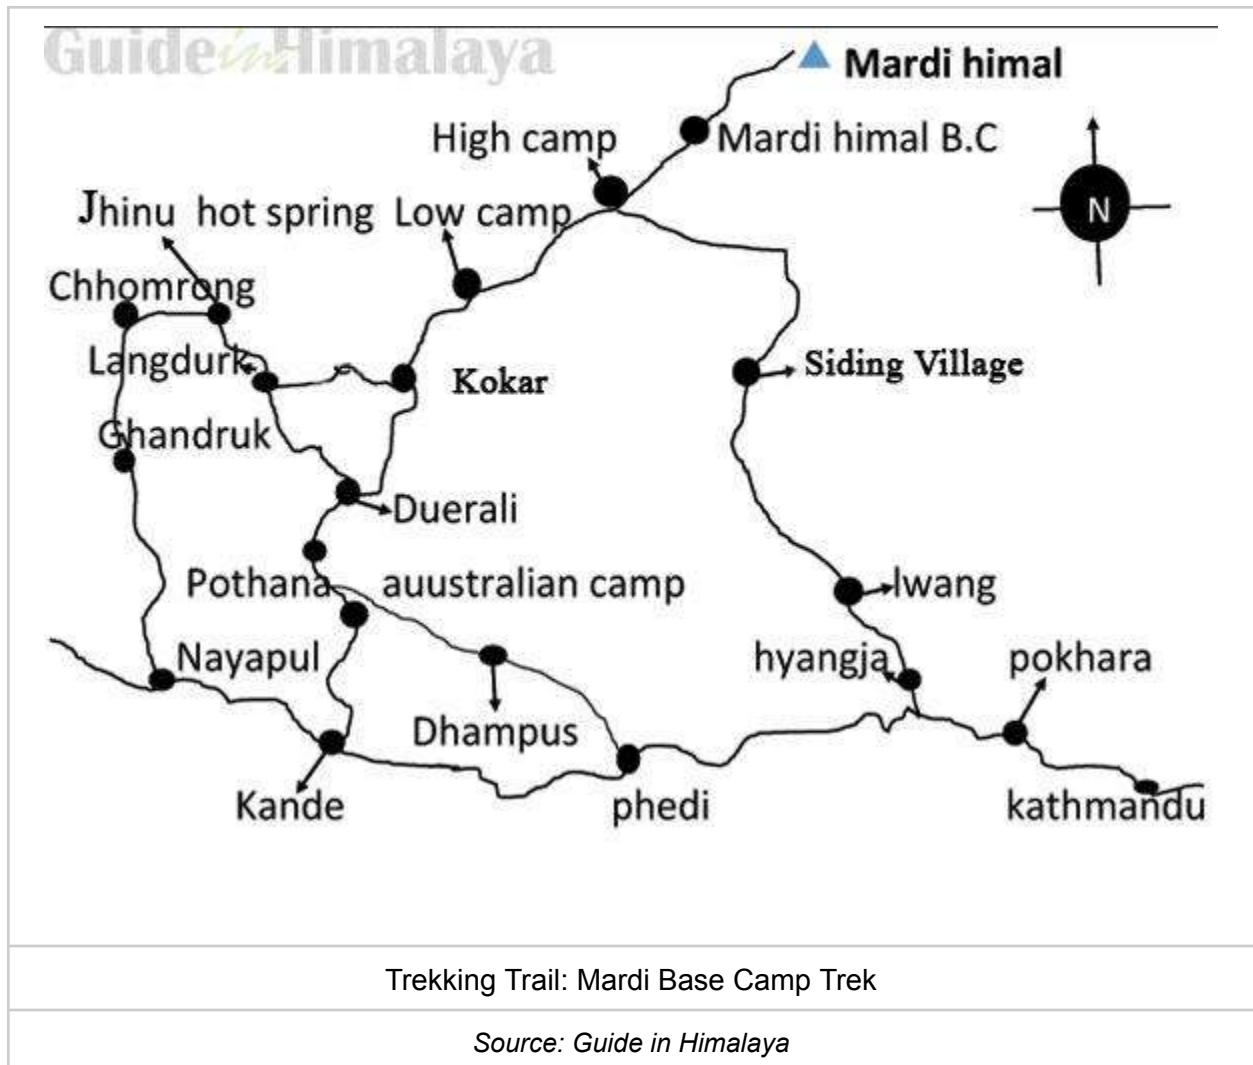 Guide in Himalaya
Mardi himal
High camp
Mardi himal B.C
N
Jhinu hot spring
Low camp
Chhomrong
Langdurk
Kokar
Siding Village
Ghandruk
Duerali
Pothana
auustralian camp
lwang
Nayapul
hyangja
pokhara
Dhampus
Kande
phedi
kathmandu
Trekking Trail: Mardi Base Camp Trek
Source: Guide in Himalaya